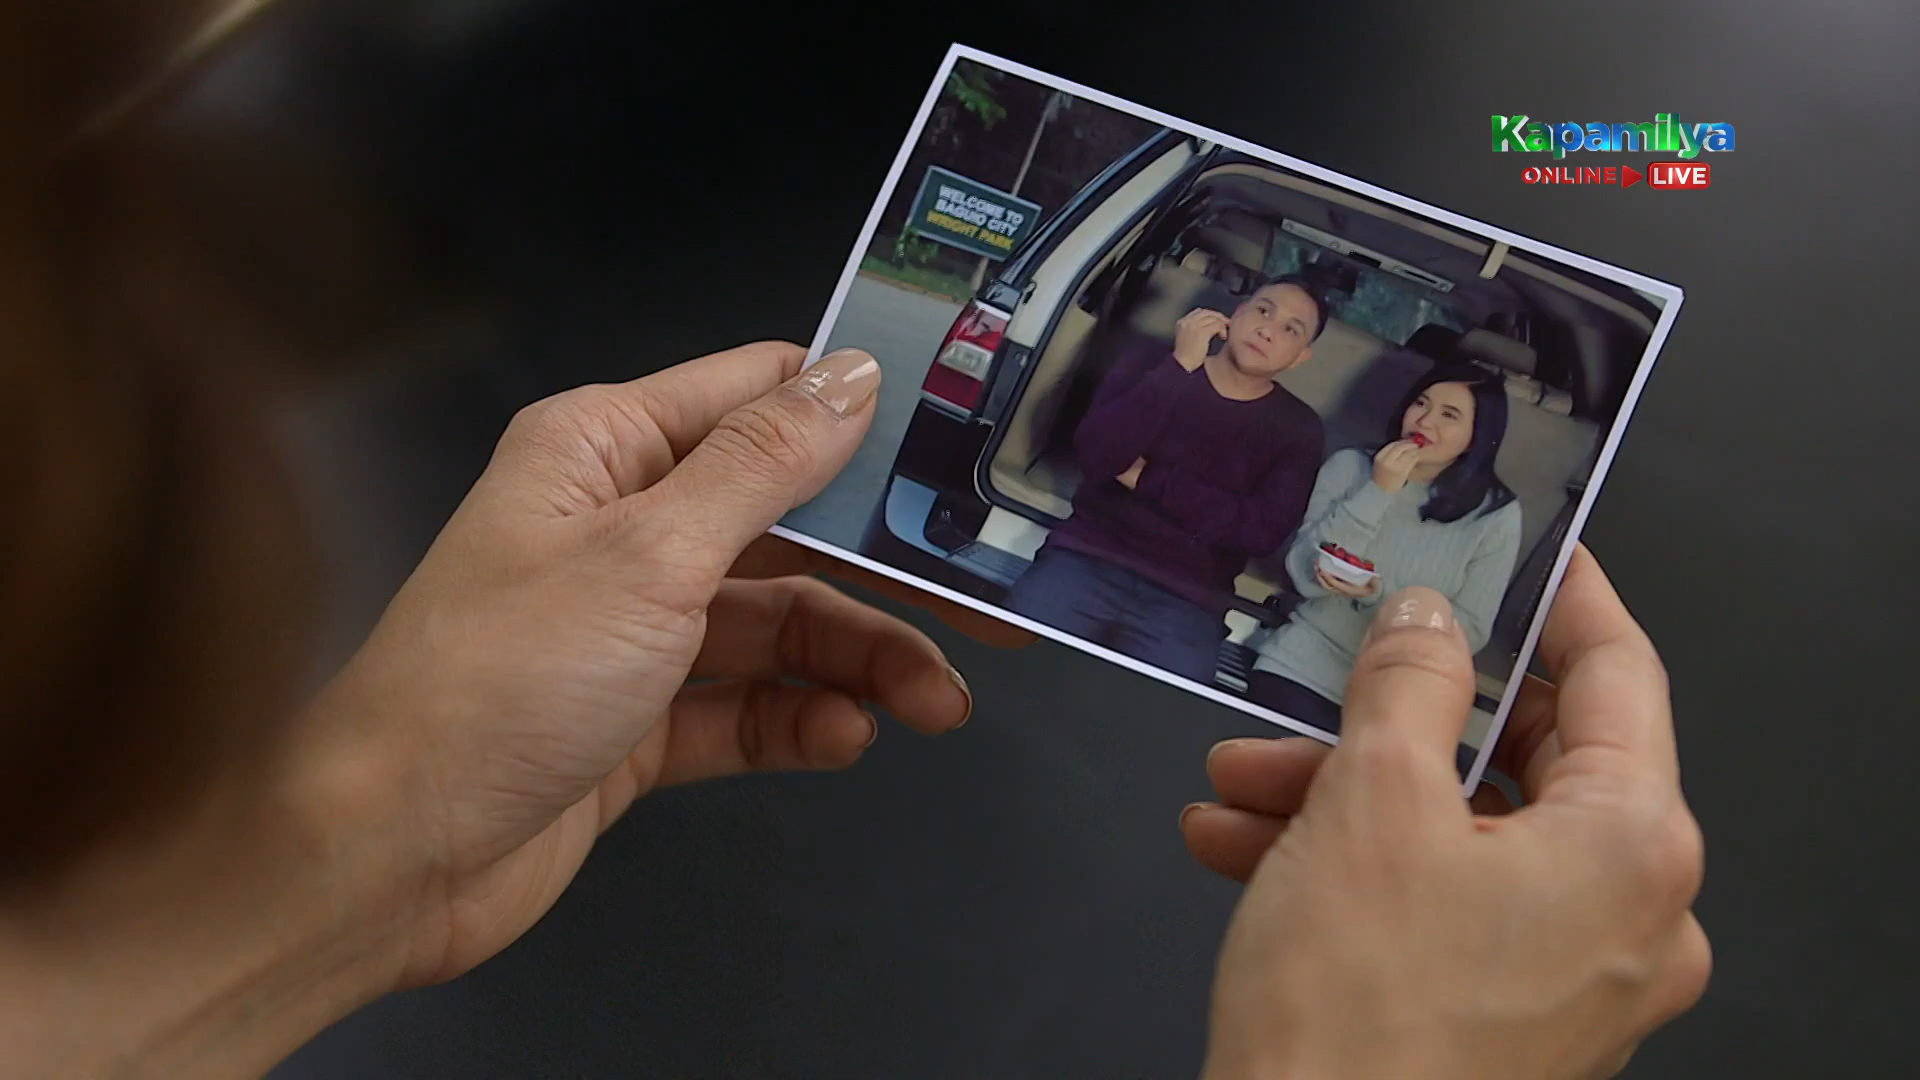 Kapamilya
ONLINE LIVE
WELCOME TO
BAGUIO CITY
WRIGHT PARK